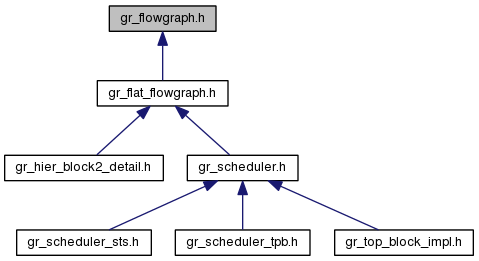 gr_flowgraph.h
gr_flat_flowgraph.h
gr_hier_block2_detail.h
gr_scheduler.h
gr_scheduler_sts.h
gr_scheduler_tpb.h
gr_top_block_impl.h